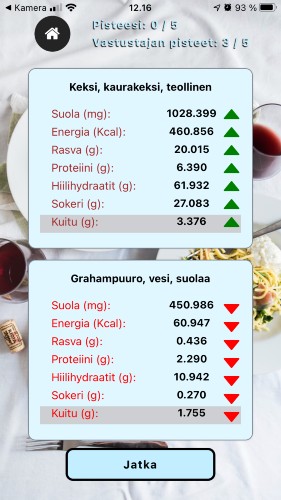 Kamera
12.16
93 %
Pisteesi: 0 / 5
Vastustajan pisteet: 3 / 5
Keksi, kaurakeksi, teollinen
Suola (mg): 1028.399
Energia (Kcal): 460.856
Rasva (g): 20.015
Proteiini (g): 6.390
Hiilihydraatit (g): 61.932
Sokeri (g): 27.083
Kuitu (g): 3.376
Grahampuuro, vesi, suolaa
Suola (mg): 450.986
Energia (Kcal): 60.947
Rasva (g): 0.436
Proteiini (g): 2.290
Hiilihydraatit (g): 10.942
Sokeri (g): 0.270
Kuitu (g): 1.755
Jatka